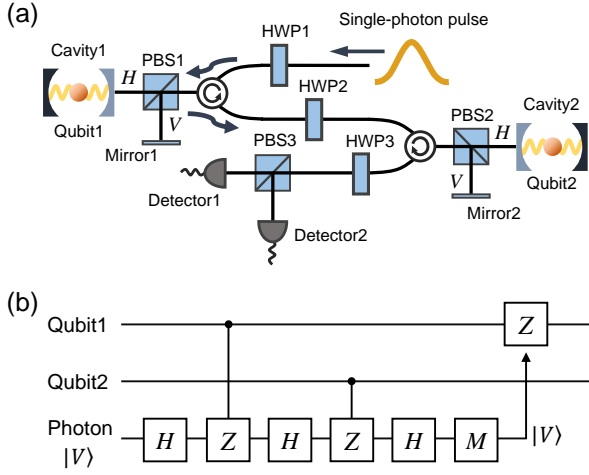 (a)
HWP1
Single-photon pulse
Cavity1
PBS1
H
V
Qubit1
Mirror1
HWP2
PBS2
Cavity2
H
V
Qubit2
Mirror2
PBS3
HWP3
Detector1
Detector2
(b)
Qubit1
Z
Qubit2
Photon
|V⟩
H
Z
H
Z
H
M
|V⟩